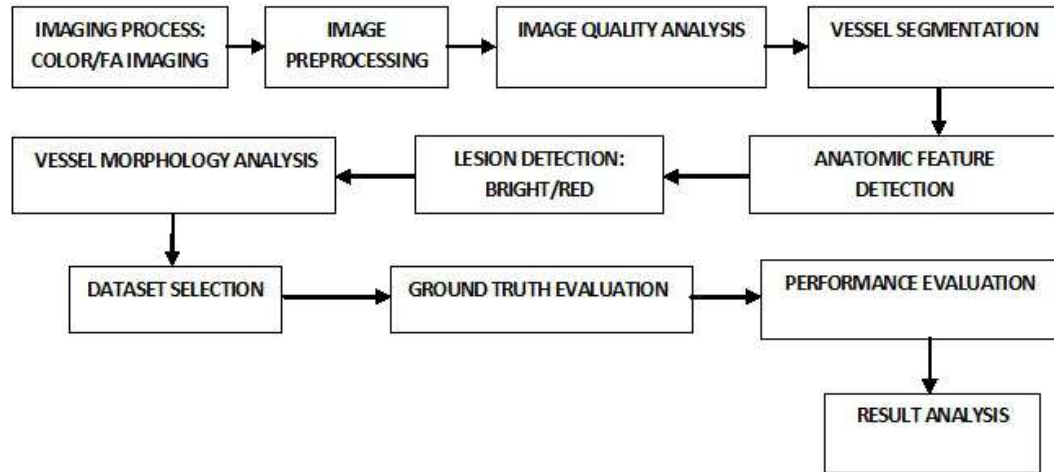 IMAGING PROCESS:
COLOR/FA IMAGING
IMAGE
PREPROCESSING
IMAGE QUALITY ANALYSIS
VESSEL SEGMENTATION
ANATOMIC FEATURE
DETECTION
LESION DETECTION:
BRIGHT/RED
VESSEL MORPHOLOGY ANALYSIS
DATASET SELECTION
GROUND TRUTH EVALUATION
PERFORMANCE EVALUATION
RESULT ANALYSIS